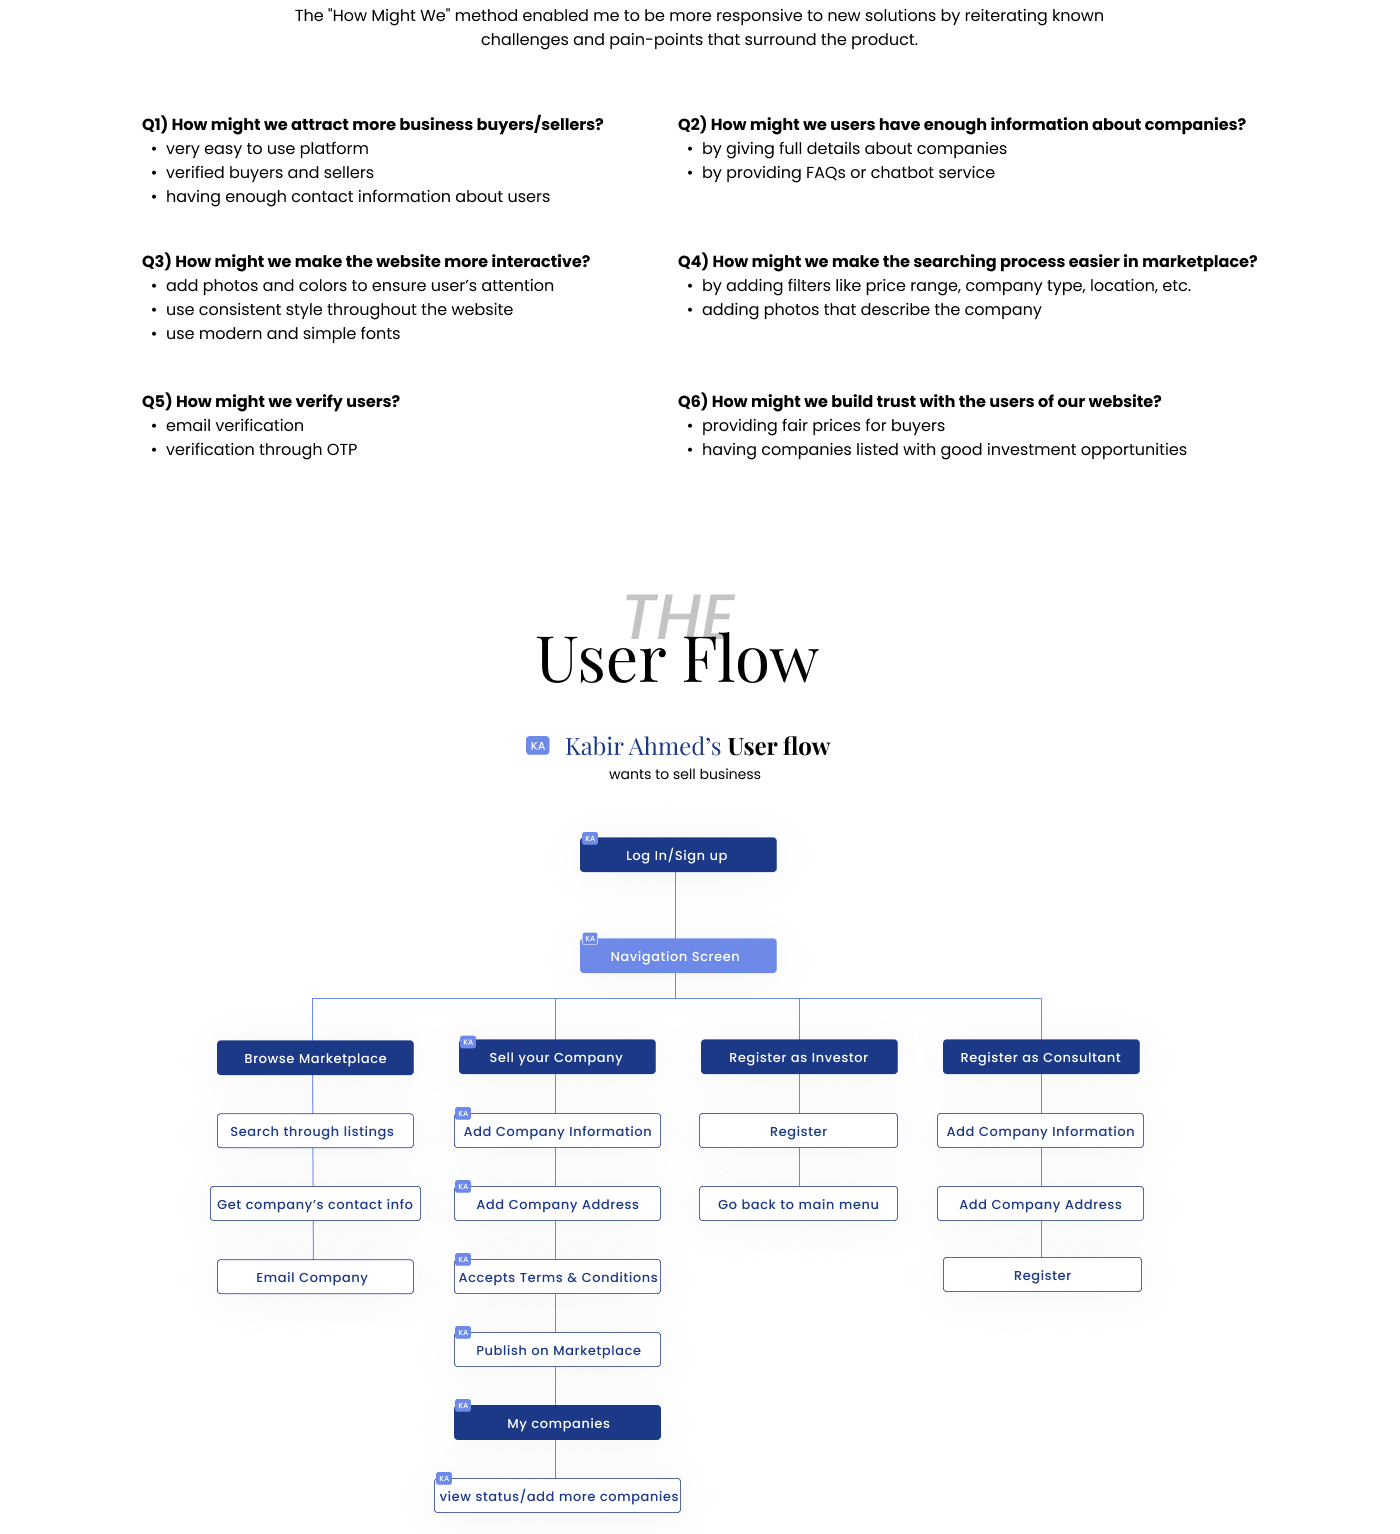 The "How Might We" method enabled me to be more responsive to new solutions by reiterating known
challenges and pain-points that surround the product.
Q1) How might we attract more business buyers/sellers?
• very easy to use platform
• verified buyers and sellers
• having enough contact information about users
Q2) How might we users have enough information about companies?
• by giving full details about companies
• by providing FAQs or chatbot service
Q3) How might we make the website more interactive?
• add photos and colors to ensure user's attention
• use consistent style throughout the website
• use modern and simple fonts
Q4) How might we make the searching process easier in marketplace?
• by adding filters like price range, company type, location, etc.
• adding photos that describe the company
Q5) How might we verify users?
• email verification
• verification through OTP
Q6) How might we build trust with the users of our website?
• providing fair prices for buyers
• having companies listed with good investment opportunities
THE
User Flow
KA Kabir Ahmed's User flow
wants to sell business
KA
Log In/Sign up
KA
Navigation Screen
Browse Marketplace
Search through listings
Get company's contact info
Email Company
KA
Sell your Company
KA
Add Company Information
KA
Add Company Address
KA
Accepts Terms & Conditions
KA
Publish on Marketplace
KA
My companies
KA
view status/add more companies
Register as Investor
Register
Go back to main menu
Register as Consultant
Add Company Information
Add Company Address
Register